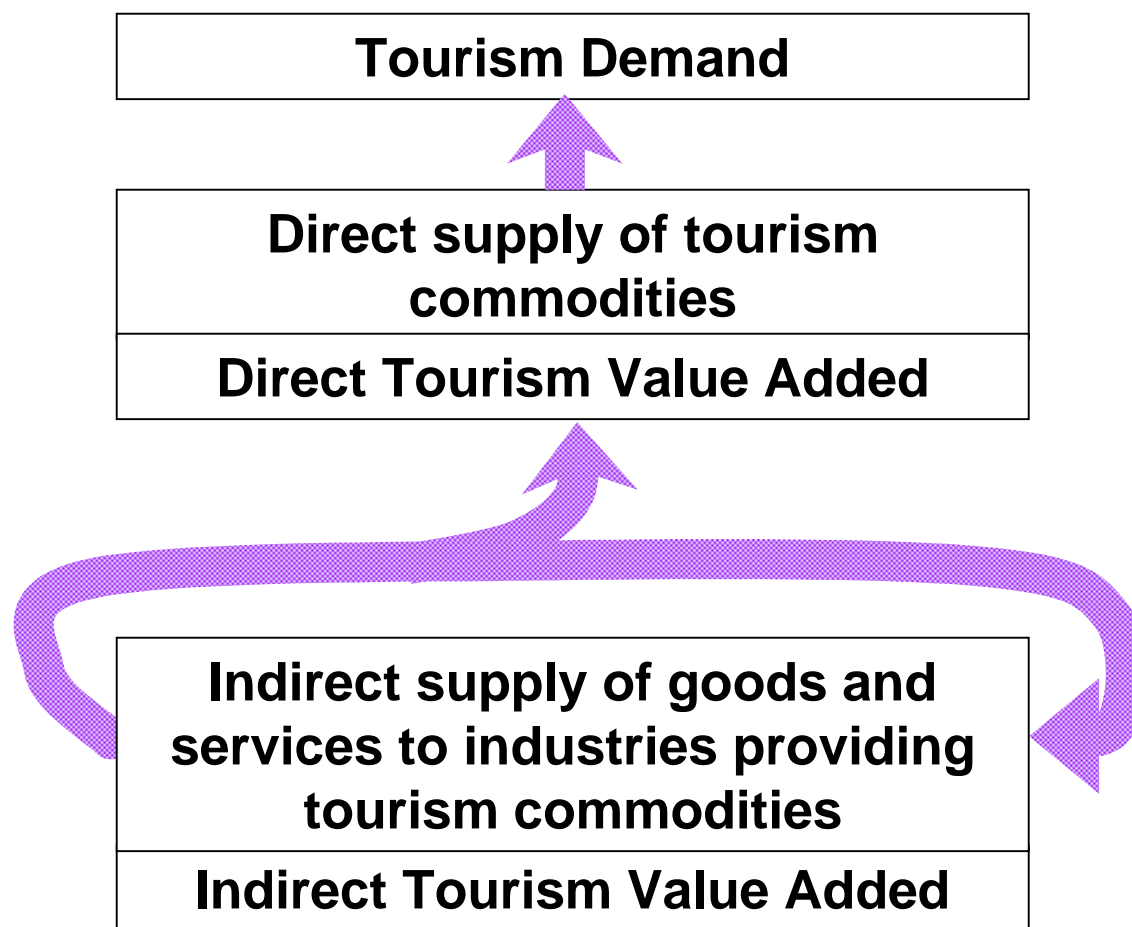 Tourism Demand
Direct supply of tourism
commodities
Direct Tourism Value Added
Indirect supply of goods and
services to industries providing
tourism commodities
Indirect Tourism Value Added